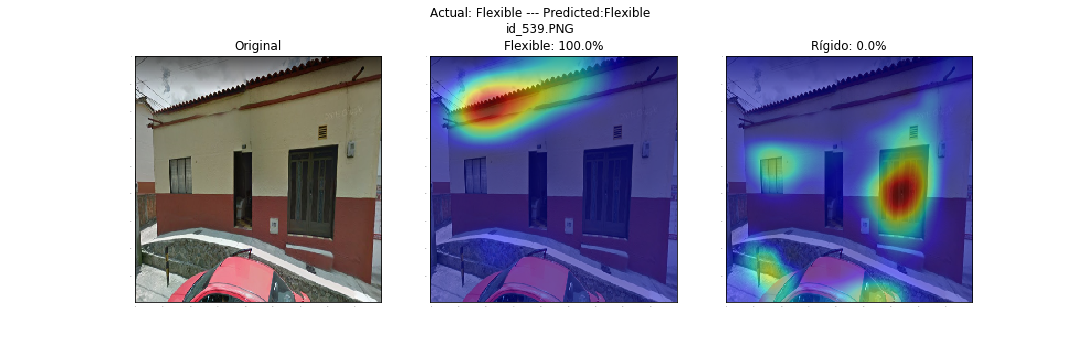 Actual: Flexible --- Predicted:Flexible
id_539.PNG
Original
Flexible: 100.0%
Rígido: 0.0%